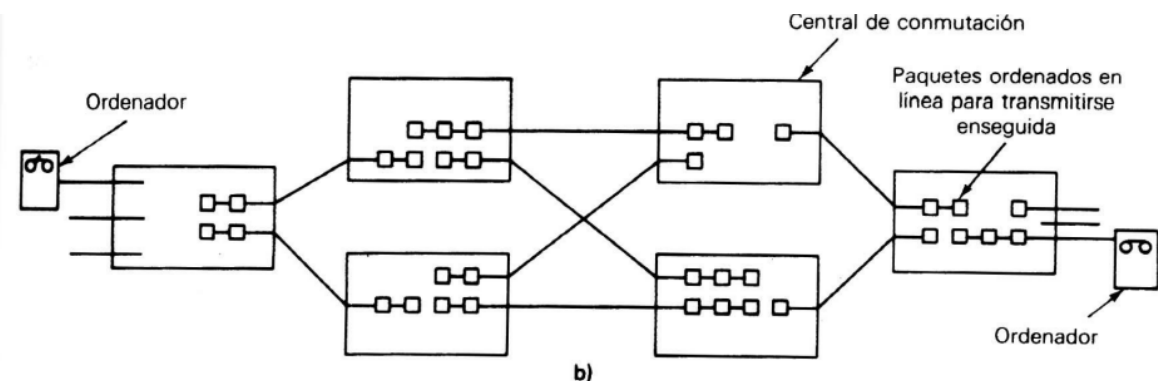 Central de conmutación
Paquetes ordenados en
línea para transmitirse
enseguida
Ordenador
Ordenador
b)